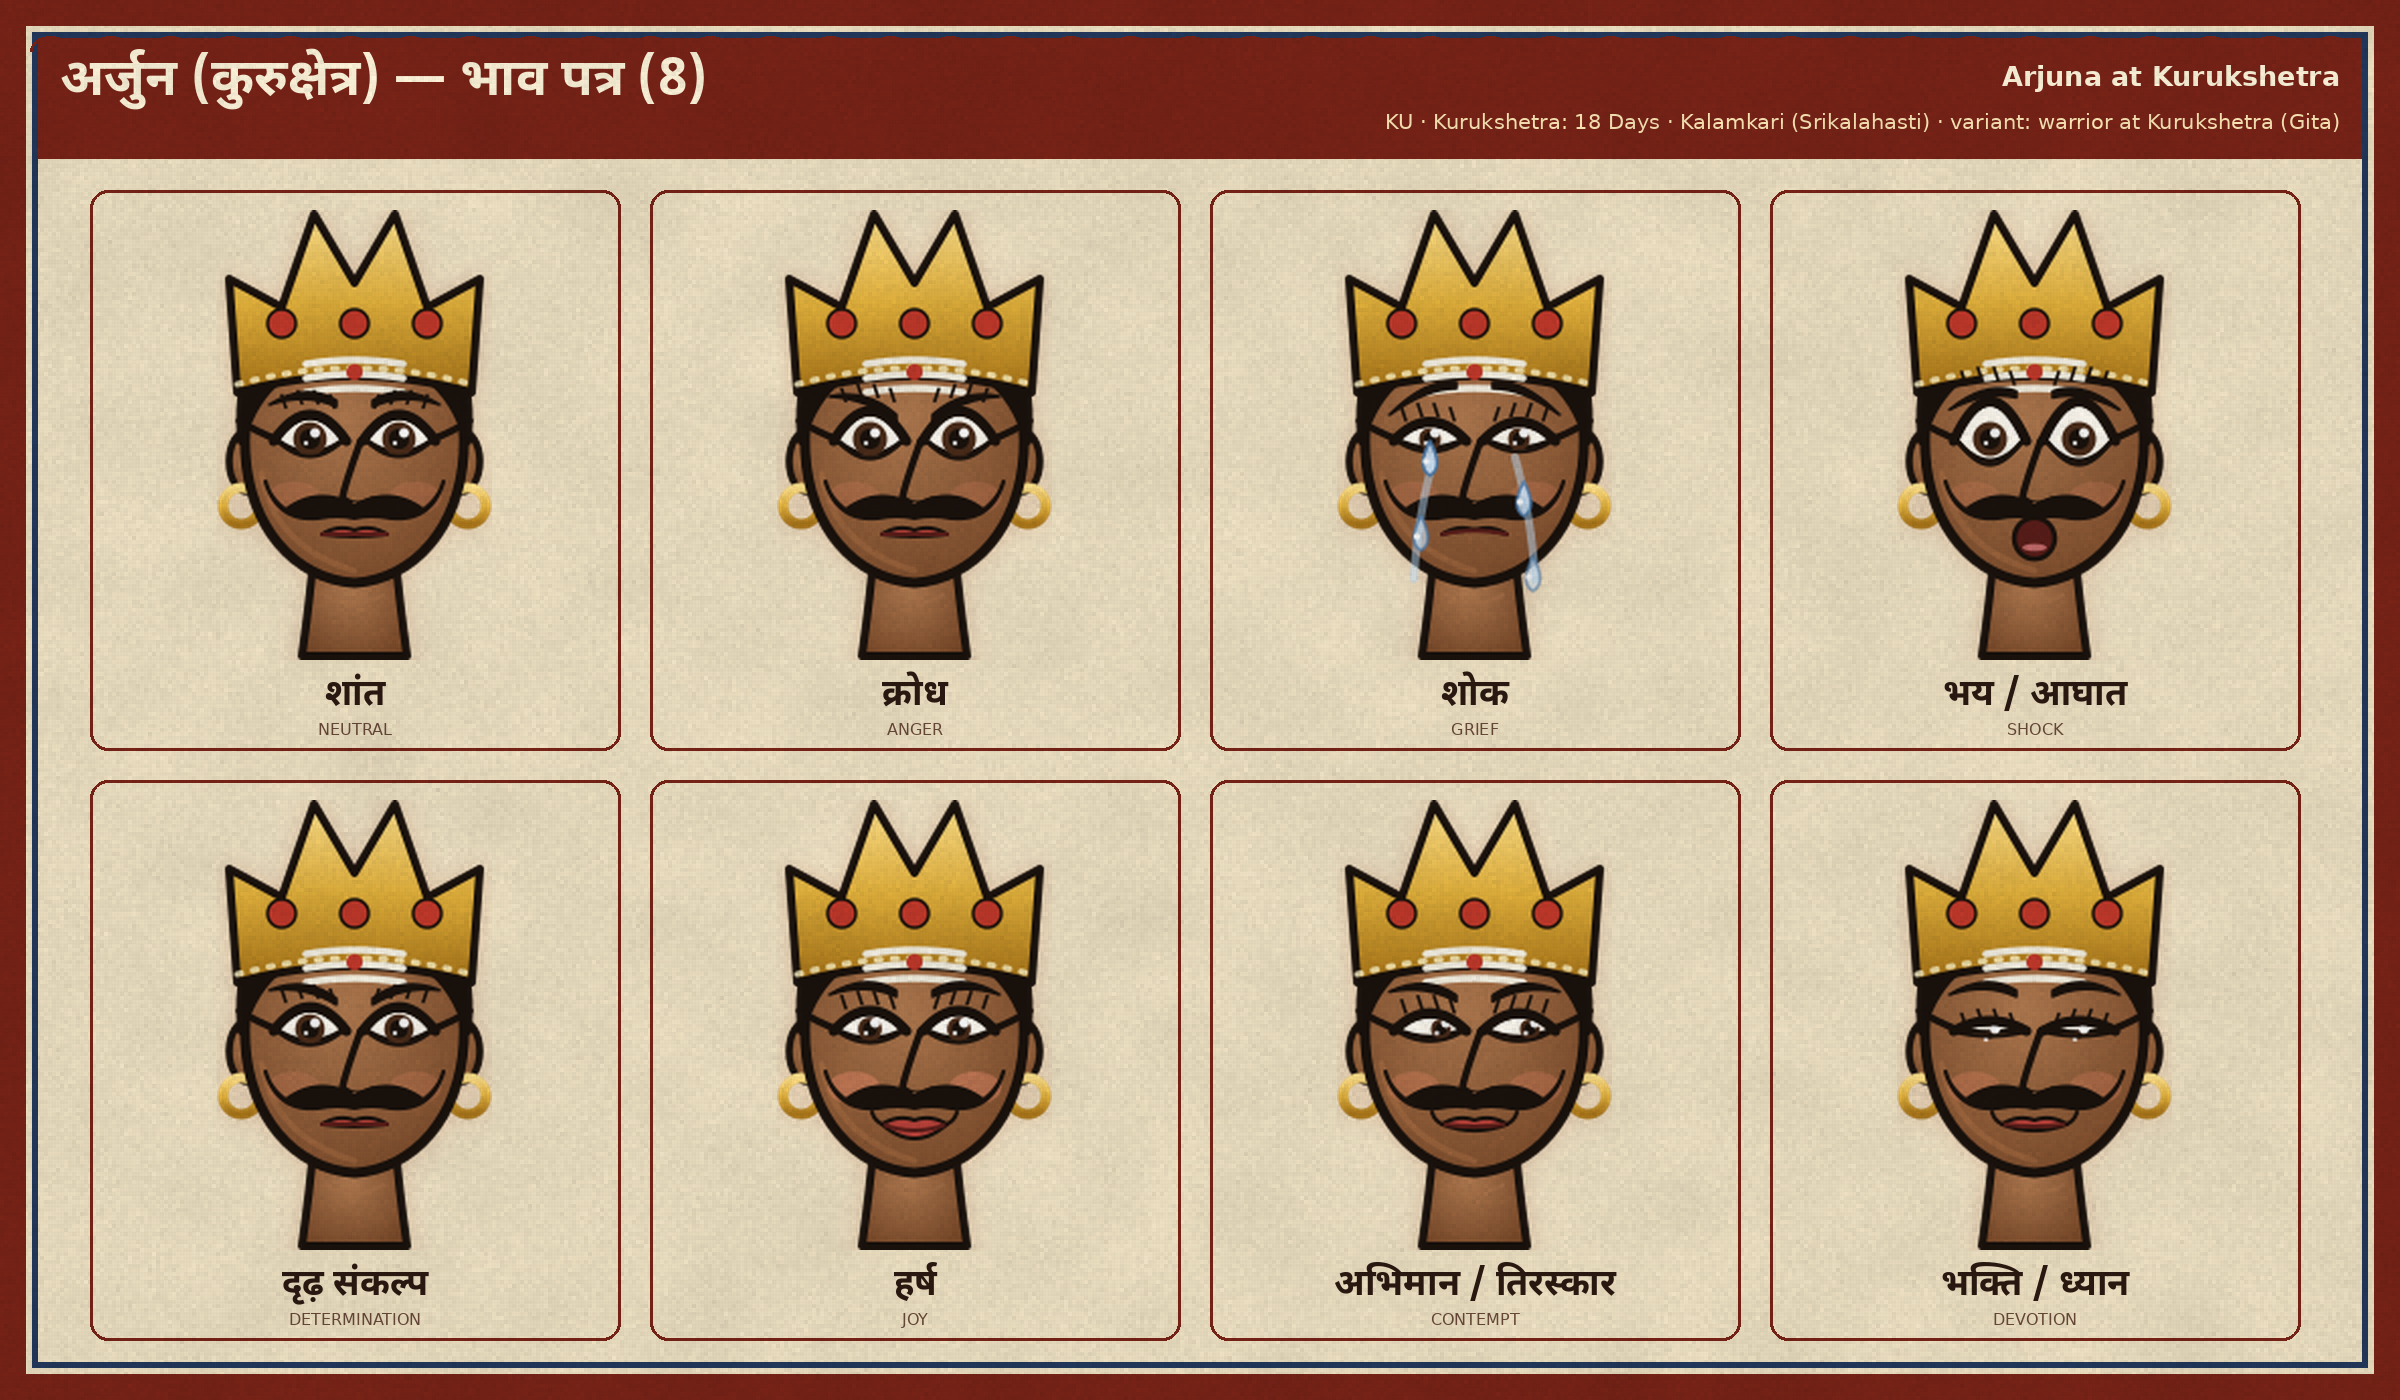 अर्जुन (कुरुक्षेत्र) — भाव पत्र (8)
Arjuna at Kurukshetra
KU · Kurukshetra: 18 Days · Kalamkari (Srikalahasti) · variant: warrior at Kurukshetra (Gita)
शांत
NEUTRAL
क्रोध
ANGER
शोक
GRIEF
भय / आघात
SHOCK
दृढ़ संकल्प
DETERMINATION
हर्ष
JOY
अभिमान / तिरस्कार
CONTEMPT
भक्ति / ध्यान
DEVOTION